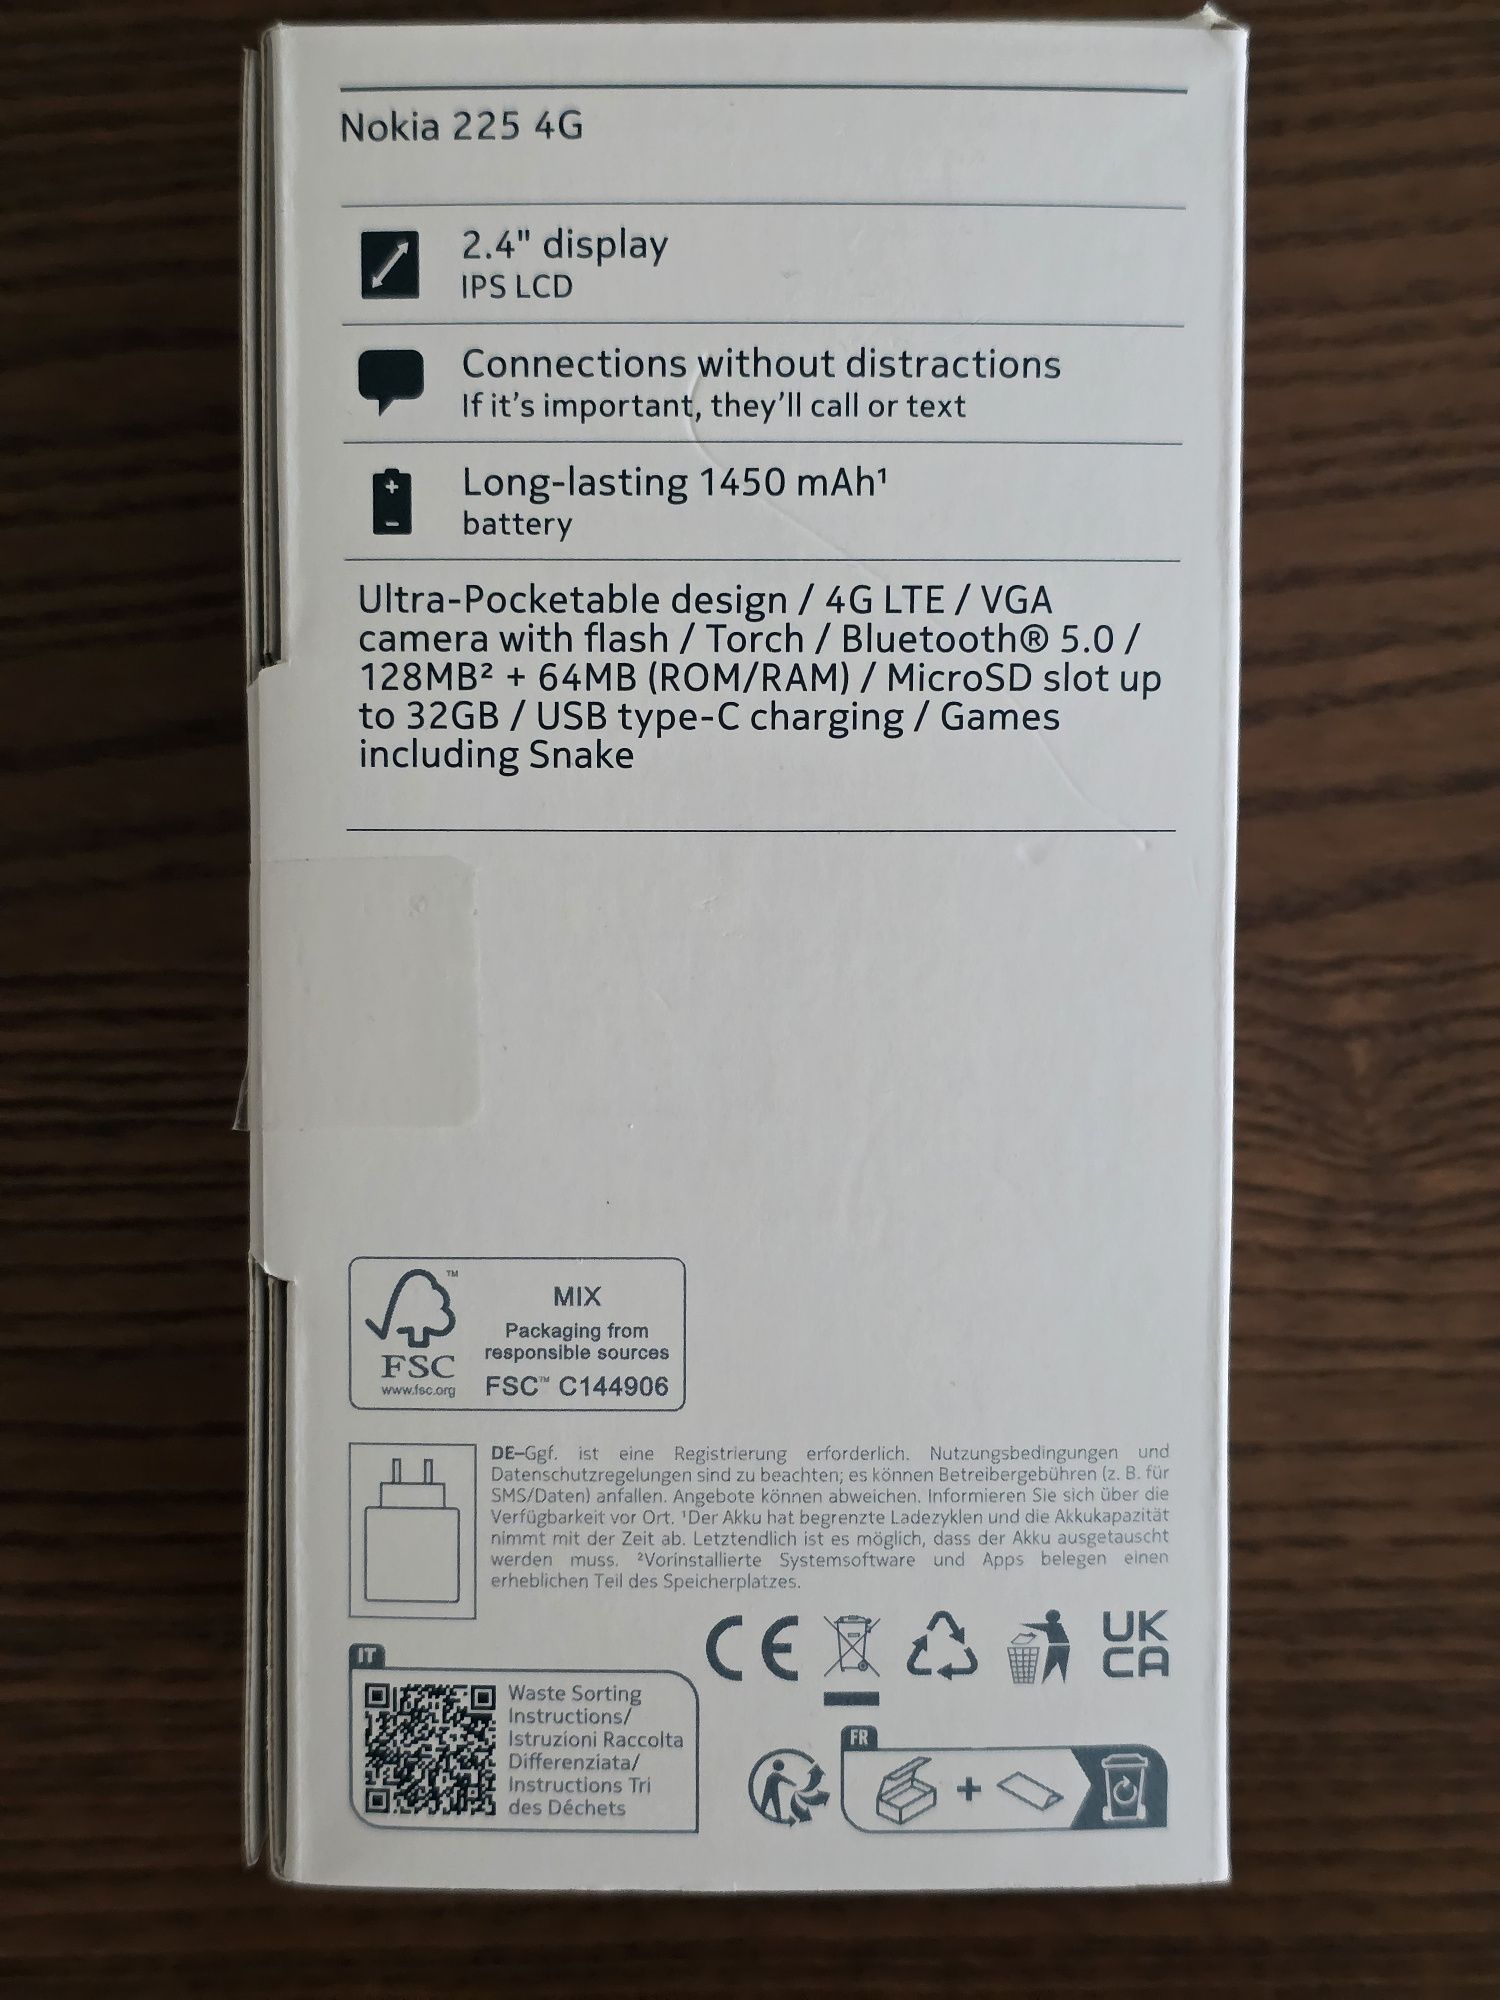 Nokia 225 4G
2.4" display
IPS LCD
Connections without distractions
If it's important, they'll call or text
Long-lasting 1450 mAh¹
battery
Ultra-Pocketable design / 4G LTE / VGA
camera with flash / Torch / Bluetooth® 5.0 /
128MB² + 64MB (ROM/RAM) / MicroSD slot up
to 32GB / USB type-C charging / Games
including Snake
™
FSC
www.fsc.org
MIX
Packaging from
responsible sources
FSC™ C144906
DE–Ggf. ist eine Registrierung erforderlich. Nutzungsbedingungen und
Datenschutzregelungen sind zu beachten; es können Betreibergebühren (z. B. für
SMS/Daten) anfallen. Angebote können abweichen. Informieren Sie sich über die
Verfügbarkeit vor Ort. ¹Der Akku hat begrenzte Ladezyklen und die Akkukapazität
nimmt mit der Zeit ab. Letztendlich ist es möglich, dass der Akku ausgetauscht
werden muss. ²Vorinstallierte Systemsoftware und Apps belegen einen
erheblichen Teil des Speicherplatzes.
CE
UK
CA
IT
Waste Sorting
Instructions/
Istruzioni Raccolta
Differenziata/
Instructions Tri
des Déchets
FR